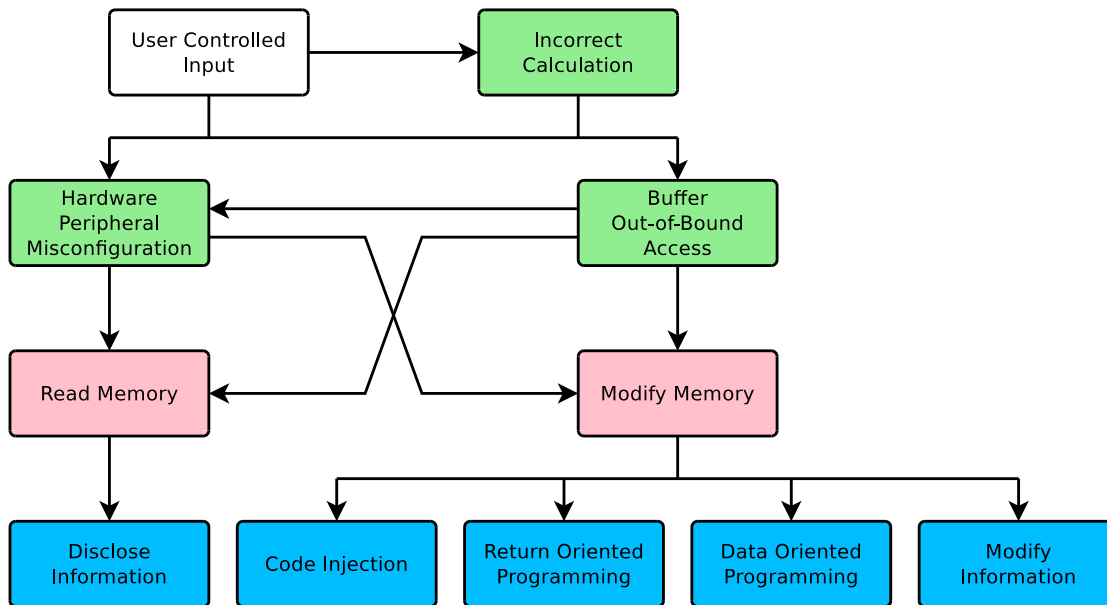 User Controlled
Input
Incorrect
Calculation
Hardware
Peripheral
Misconfiguration
Buffer
Out-of-Bound
Access
Read Memory
Modify Memory
Disclose
Information
Code Injection
Return Oriented
Programming
Data Oriented
Programming
Modify
Information